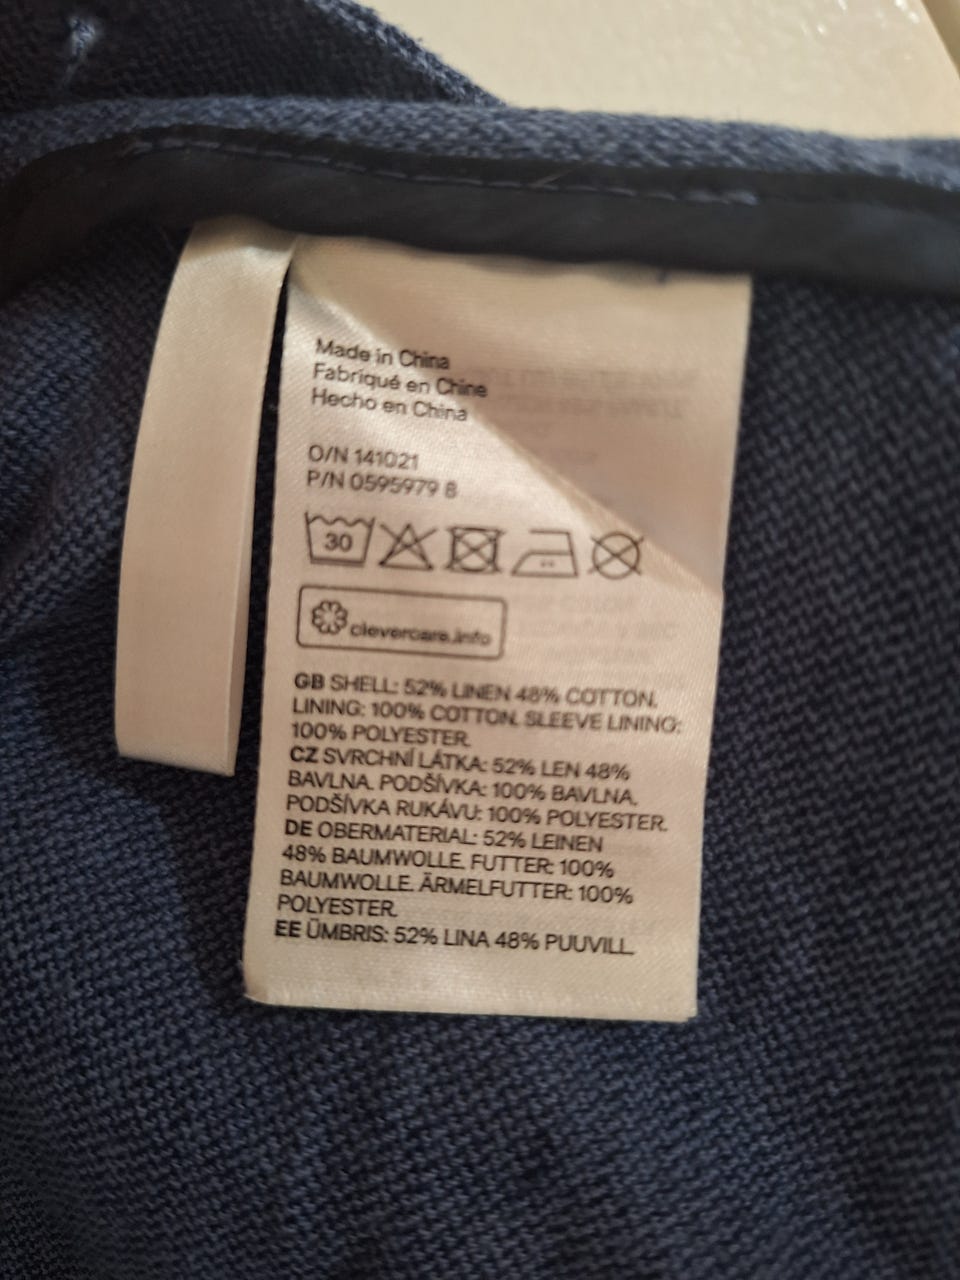 Made in China
Fabriqué en Chine
Hecho en China
O/N 141021
P/N 0595979 8
30
clevercare.info
GB SHELL: 52% LINEN 48% COTTON.
LINING: 100% COTTON. SLEEVE LINING:
100% POLYESTER.
CZ SVRCHNÍ LÁTKA: 52% LEN 48%
BAVLNA. PODŠÍVKA: 100% BAVLNA.
PODŠÍVKA RUKÁVU: 100% POLYESTER.
DE OBERMATERIAL: 52% LEINEN
48% BAUMWOLLE. FUTTER: 100%
BAUMWOLLE. ÄRMELFUTTER: 100%
POLYESTER.
EE ÜMBRIS: 52% LINA 48% PUUVILL.